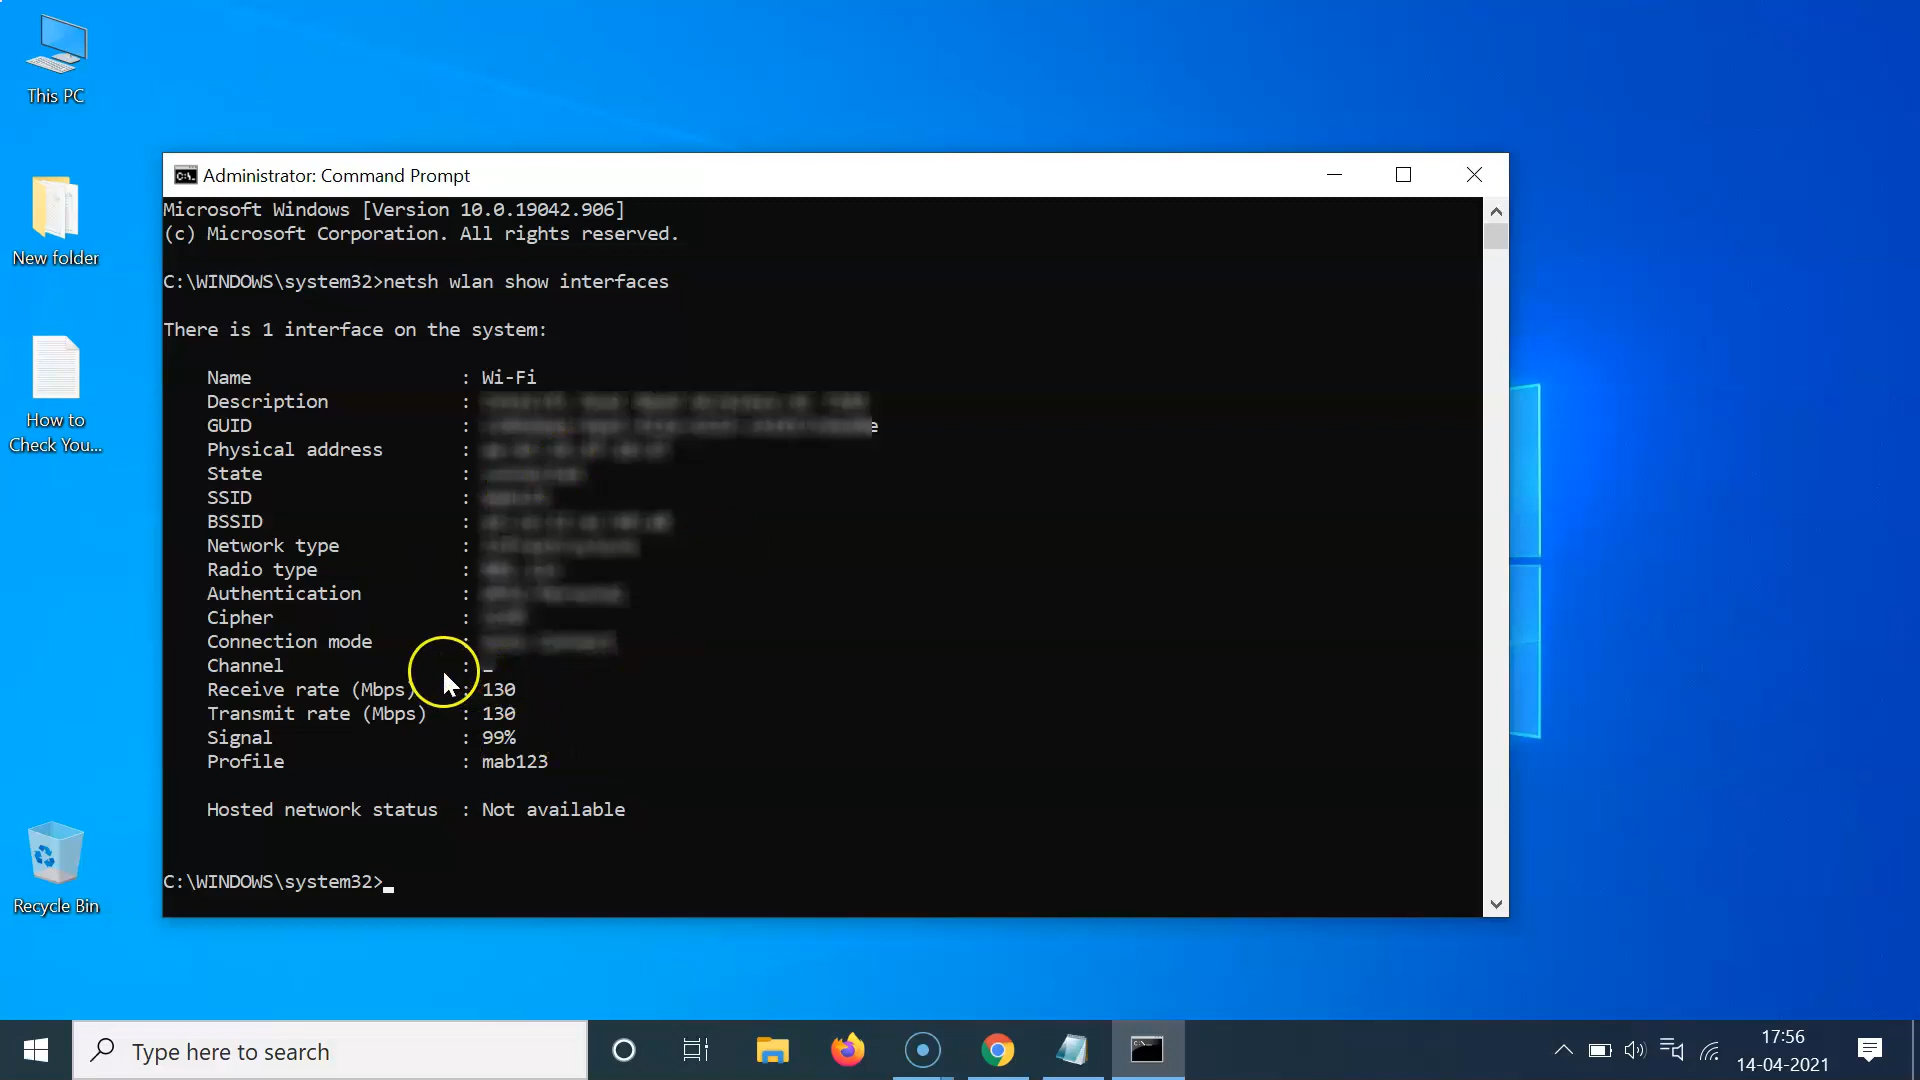 This PC
New folder
How to
Check You...
Recycle Bin
Administrator: Command Prompt
Microsoft Windows [Version 10.0.19042.906]
(c) Microsoft Corporation. All rights reserved.
C:\WINDOWS\system32>netsh wlan show interfaces
There is 1 interface on the system:
Name : Wi-Fi
Description :
GUID : e
Physical address :
State :
SSID :
BSSID :
Network type :
Radio type :
Authentication :
Cipher :
Connection mode :
Channel :
Receive rate (Mbps) : 130
Transmit rate (Mbps) : 130
Signal : 99%
Profile : mab123
Hosted network status : Not available
C:\WINDOWS\system32>
Type here to search
17:56
14-04-2021